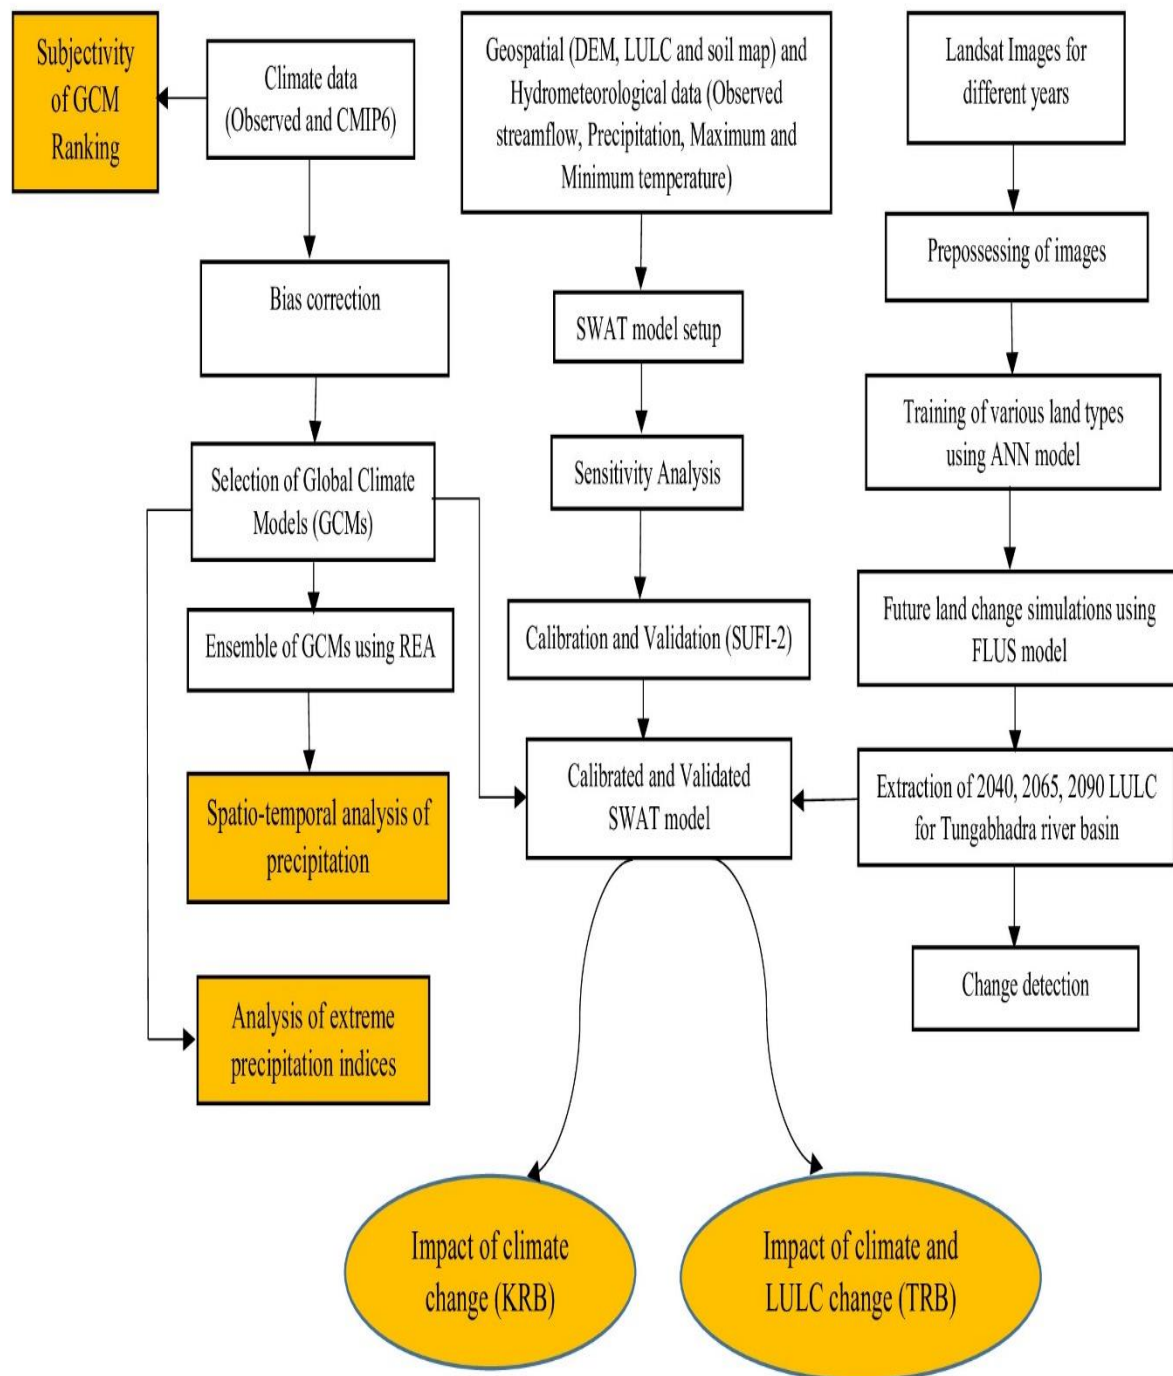 Subjectivity
of GCM
Ranking
Climate data
(Observed and CMIP6)
Bias correction
Selection of Global Climate
Models (GCMs)
Ensemble of GCMs using REA
Spatio-temporal analysis of
precipitation
Analysis of extreme
precipitation indices
Geospatial (DEM, LULC and soil map) and
Hydrometeorological data (Observed
streamflow, Precipitation, Maximum and
Minimum temperature)
SWAT model setup
Sensitivity Analysis
Calibration and Validation (SUFI-2)
Calibrated and Validated
SWAT model
Landsat Images for
different years
Prepossessing of images
Training of various land types
using ANN model
Future land change simulations using
FLUS model
Extraction of 2040, 2065, 2090 LULC
for Tungabhadra river basin
Change detection
Impact of climate
change (KRB)
Impact of climate and
LULC change (TRB)